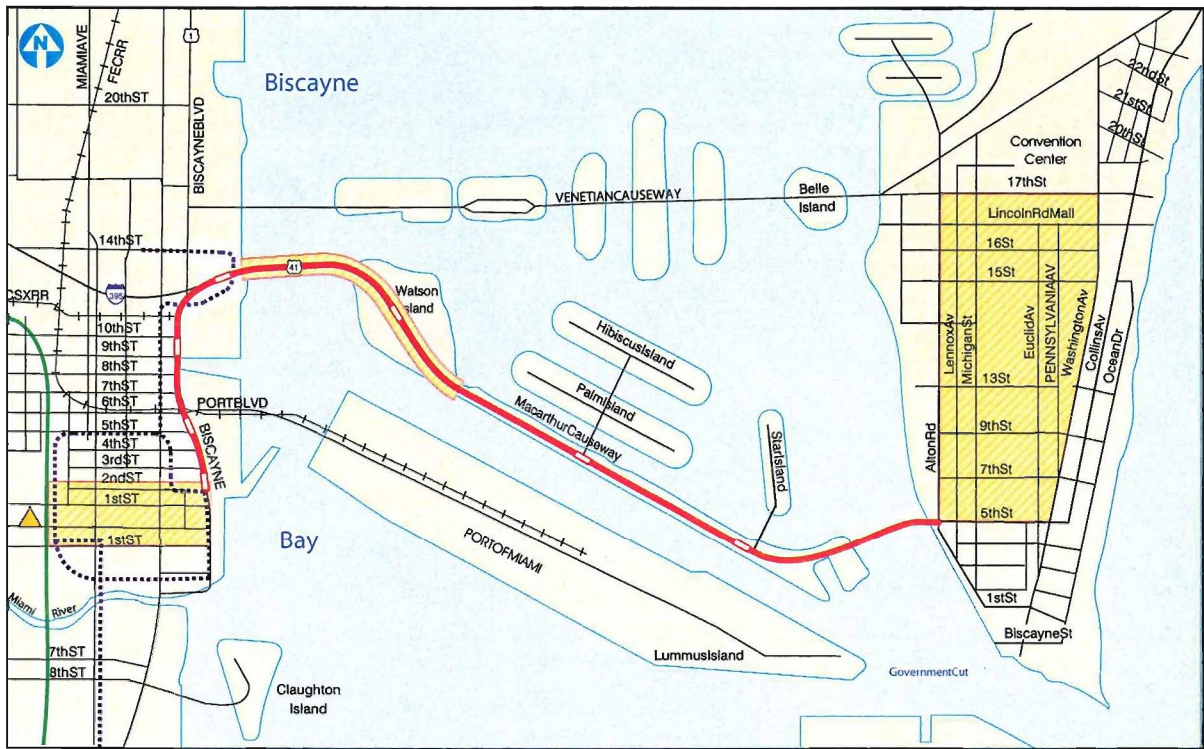 N
MIAMIAVE
FECRR
1
BISCAYNEBLVD
20thST
Biscayne
22ndSt
21stSt
20thSt
Convention
Center
17thSt
VENETIANCAUSEWAY
Belle
Island
LincolnRdMall
14thST
16St
41
15St
395
CSXRR
Watson
Island
10thST
9thST
8thST
7thST
6thST
5thST
4thST
3rdST
2ndST
1stST
1stST
PORTBLVD
BISCAYNE
HibiscusIsland
PalmIsland
MacarthurCauseway
StarIsland
LennoxAv
MichiganSt
EuclidAv
PENNSYLVANIAAV
WashingtonAv
CollinsAv
OceanDr
13St
AltonRd
9thSt
7thSt
5thSt
Bay
PORTOFMIAMI
Miami
River
1stSt
BiscayneSt
7thST
8thST
LummusIsland
GovernmentCut
Claughton
Island